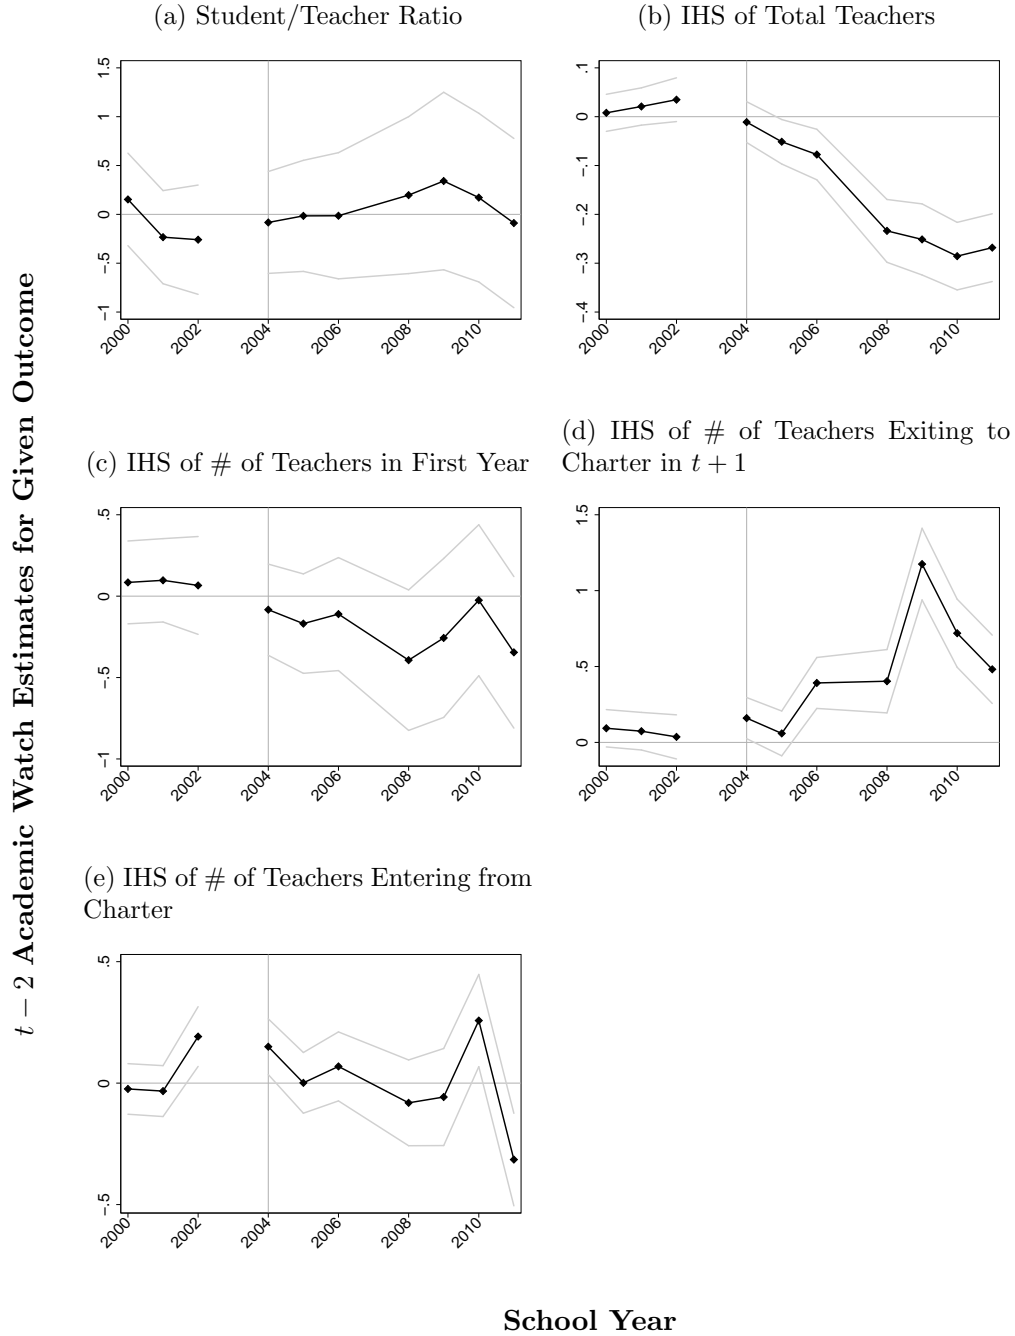 (a) Student/Teacher Ratio
1.5
1
.5
0
-.5
-1
2000 2002 2004 2006 2008 2010
(b) IHS of Total Teachers
.1
0
-.1
-.2
-.3
-.4
2000 2002 2004 2006 2008 2010
(c) IHS of # of Teachers in First Year
.5
0
-.5
-1
2000 2002 2004 2006 2008 2010
(d) IHS of # of Teachers Exiting to
Charter in t + 1
1.5
1
.5
0
2000 2002 2004 2006 2008 2010
(e) IHS of # of Teachers Entering from
Charter
.5
0
-.5
2000 2002 2004 2006 2008 2010
t − 2 Academic Watch Estimates for Given Outcome
School Year